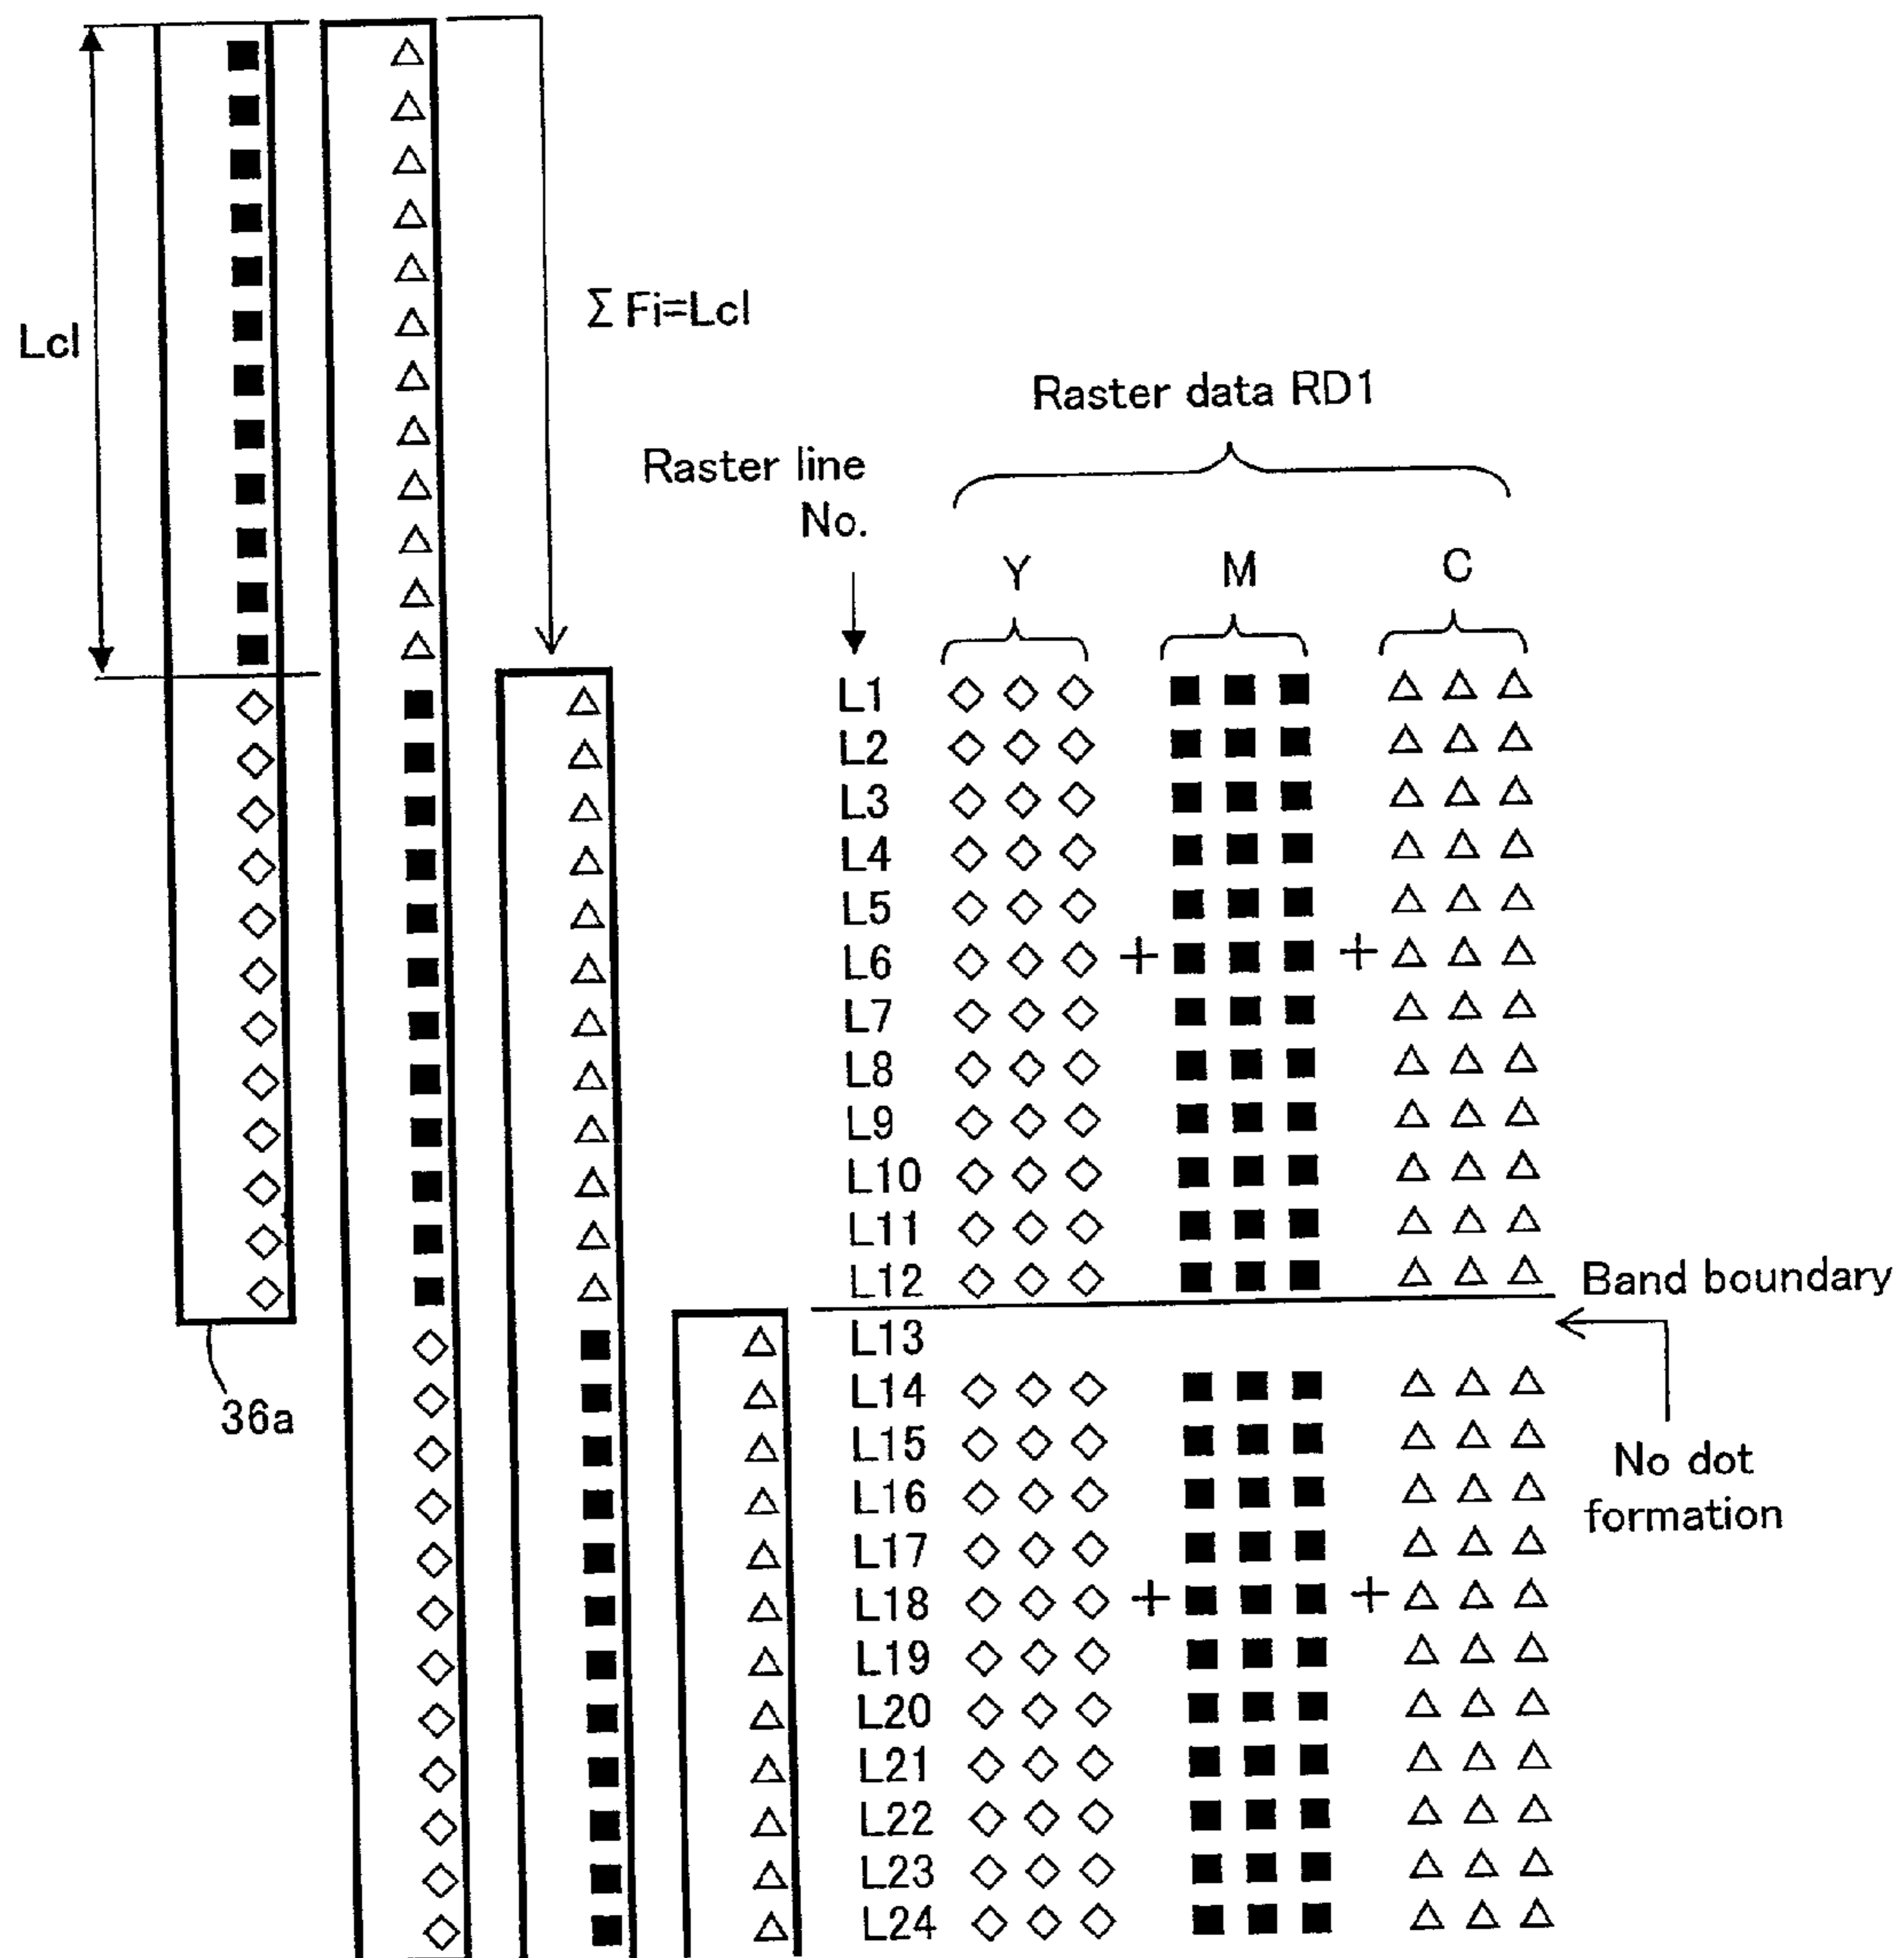 Lcl
Σ Fi=Lcl
Raster data RD1
Raster line
No.
Y M C
L1
L2
L3
L4
L5
L6 + +
L7
L8
L9
L10
L11
L12
Band boundary
L13
L14
L15
L16
L17
L18 + +
L19
L20
L21
L22
L23
L24
No dot
formation
36a